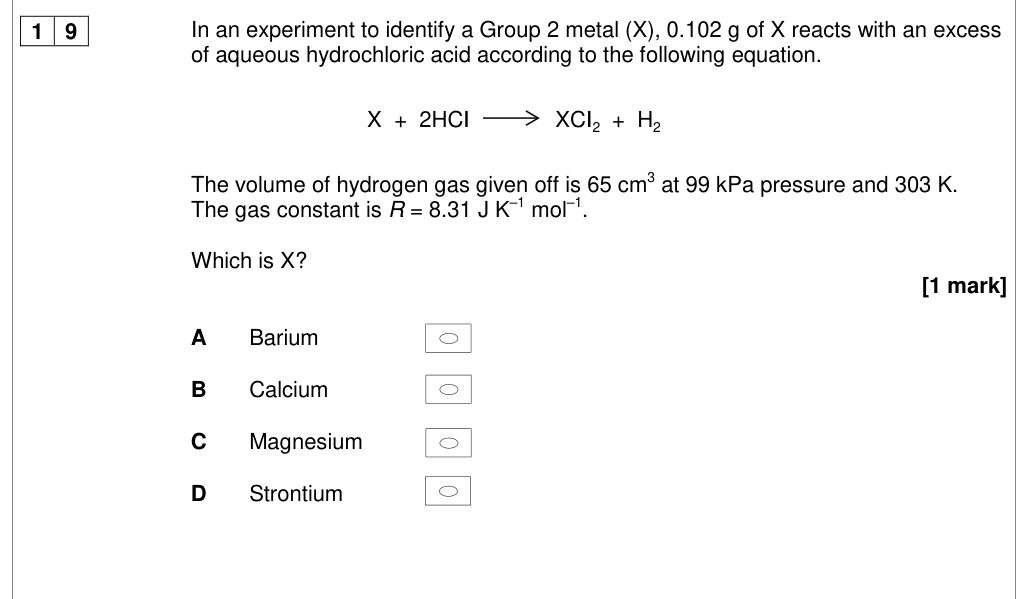 1 9
In an experiment to identify a Group 2 metal (X), 0.102 g of X reacts with an excess
of aqueous hydrochloric acid according to the following equation.
X + 2HCl ⟶ XCl₂ + H₂
The volume of hydrogen gas given off is 65 cm³ at 99 kPa pressure and 303 K.
The gas constant is R = 8.31 J K⁻¹ mol⁻¹.
Which is X?
[1 mark]
A Barium
B Calcium
C Magnesium
D Strontium